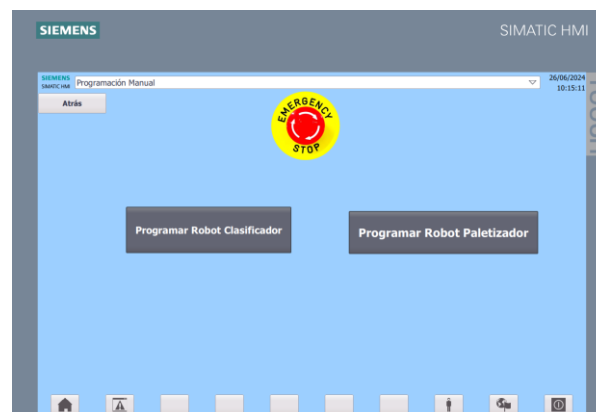 SIEMENS
SIMATIC HMI
SIEMENS
SIMATIC HMI
Programación Manual
26/06/2024
10:15:11
Atrás
EMERGENCY
STOP
Programar Robot Clasificador
Programar Robot Paletizador